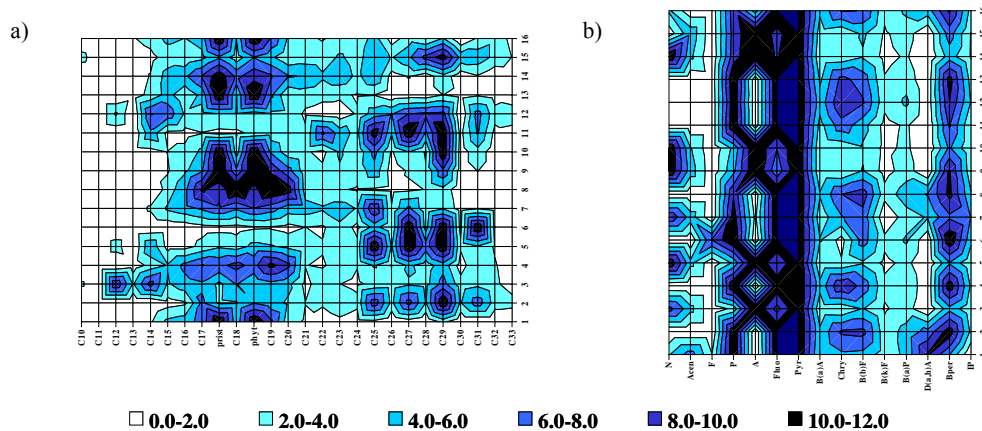 a)
b)
16
15
14
13
12
11
10
9
8
7
6
5
4
3
2
1
C10
C11
C12
C13
C14
C15
C16
C17
prist
C18
phyt
C19
C20
C21
C22
C23
C24
C25
C26
C27
C28
C29
C30
C31
C32
C33
N
Acen
F
P
A
Fluo
Pyr
B(a)A
Chry
B(b)F
B(k)F
B(a)P
D(a,h)A
Bper
IP
0.0-2.0 2.0-4.0 4.0-6.0 6.0-8.0 8.0-10.0 10.0-12.0